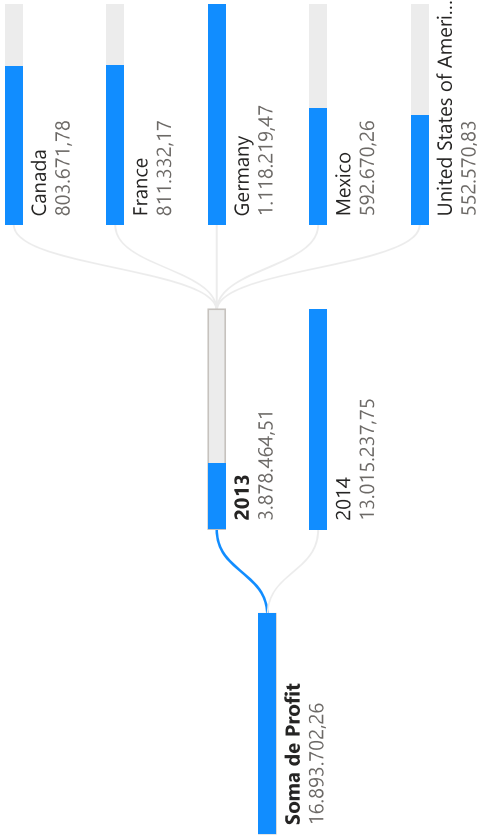 Soma de Profit
16.893.702,26
2013
3.878.464,51
2014
13.015.237,75
Canada
803.671,78
France
811.332,17
Germany
1.118.219,47
Mexico
592.670,26
United States of Ameri...
552.570,83